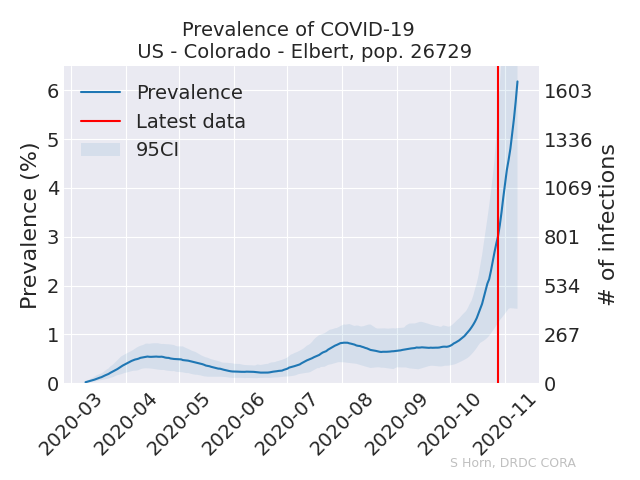 Prevalence of COVID-19
US - Colorado - Elbert, pop. 26729
Prevalence
Latest data
95CI
Prevalence (%)
6
5
4
3
2
1
0
1603
1336
1069
801
534
267
0
# of infections
2020-03
2020-04
2020-05
2020-06
2020-07
2020-08
2020-09
2020-10
2020-11
S Horn, DRDC CORA